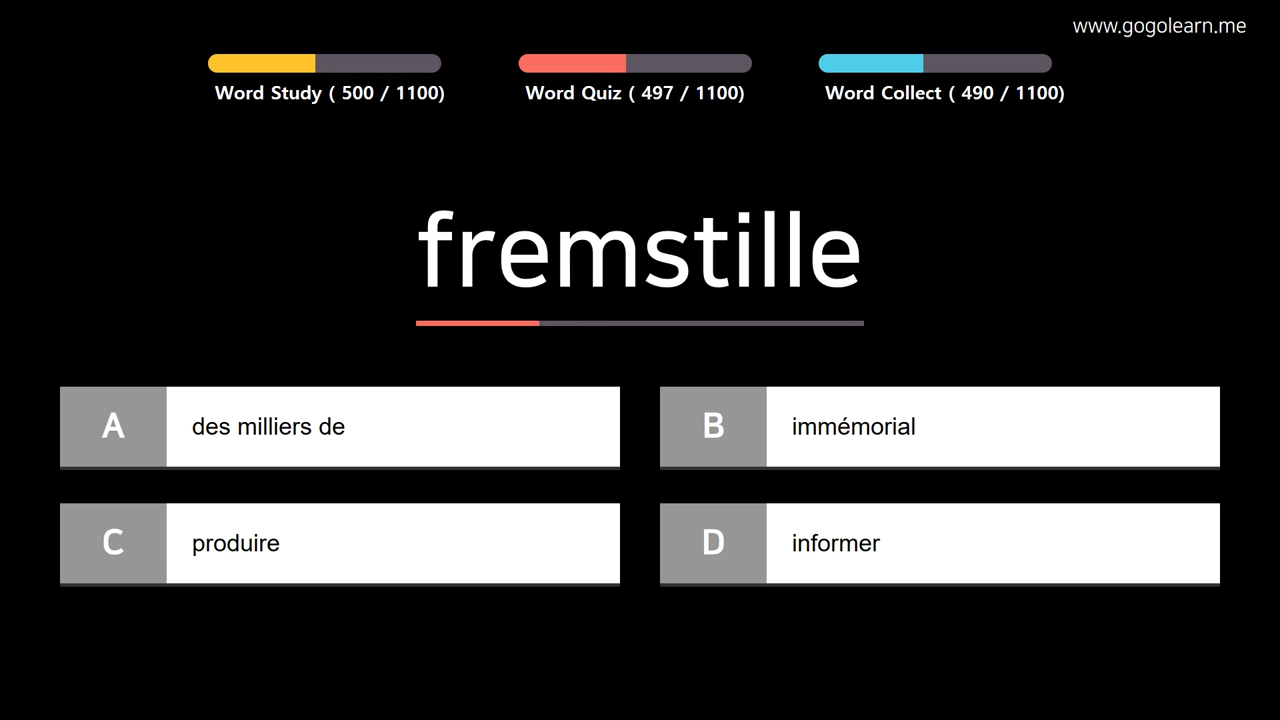 www.gogolearn.me
Word Study ( 500 / 1100)
Word Quiz ( 497 / 1100)
Word Collect ( 490 / 1100)
fremstille
A
des milliers de
B
immémorial
C
produire
D
informer